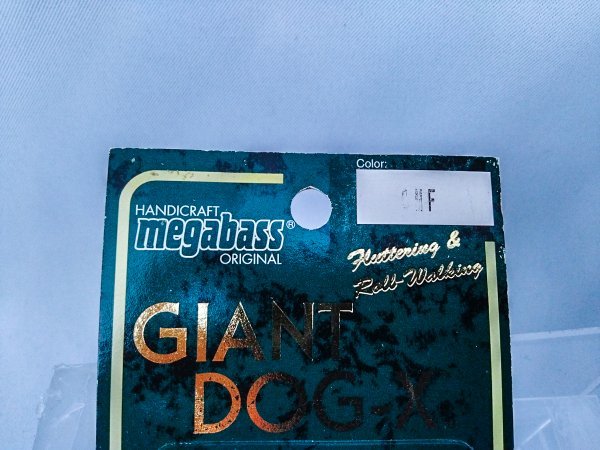 Color:
HANDICRAFT
megabass®
ORIGINAL
Fluttering &
Roll-Walking
GIANT
DOG-X